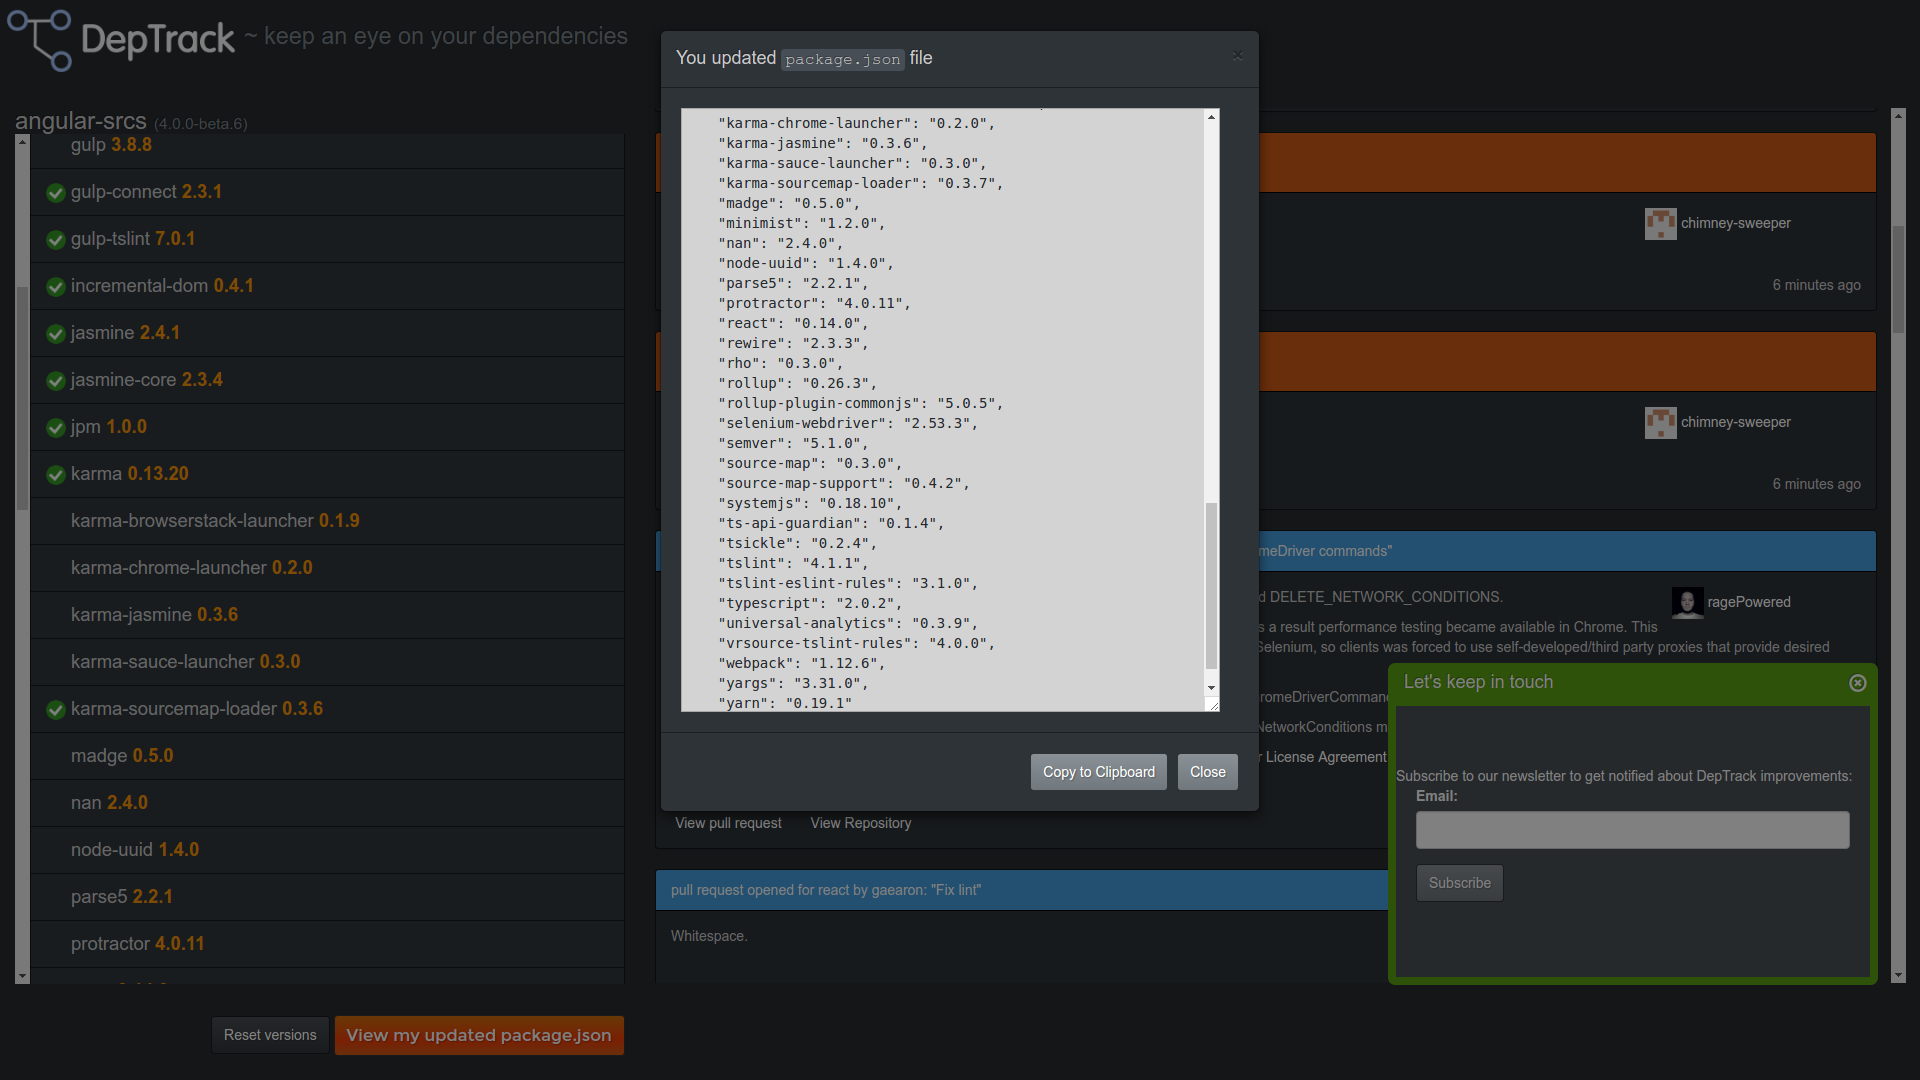 DepTrack ~ keep an eye on your dependencies
angular-srcs (4.0.0-beta.6)
gulp 3.8.8
gulp-connect 2.3.1
gulp-tslint 7.0.1
incremental-dom 0.4.1
jasmine 2.4.1
jasmine-core 2.3.4
jpm 1.0.0
karma 0.13.20
karma-browserstack-launcher 0.1.9
karma-chrome-launcher 0.2.0
karma-jasmine 0.3.6
karma-sauce-launcher 0.3.0
karma-sourcemap-loader 0.3.6
madge 0.5.0
nan 2.4.0
node-uuid 1.4.0
parse5 2.2.1
protractor 4.0.11
Reset versions
View my updated package.json
You updated package.json file
×
"karma-chrome-launcher": "0.2.0",
"karma-jasmine": "0.3.6",
"karma-sauce-launcher": "0.3.0",
"karma-sourcemap-loader": "0.3.7",
"madge": "0.5.0",
"minimist": "1.2.0",
"nan": "2.4.0",
"node-uuid": "1.4.0",
"parse5": "2.2.1",
"protractor": "4.0.11",
"react": "0.14.0",
"rewire": "2.3.3",
"rho": "0.3.0",
"rollup": "0.26.3",
"rollup-plugin-commonjs": "5.0.5",
"selenium-webdriver": "2.53.3",
"semver": "5.1.0",
"source-map": "0.3.0",
"source-map-support": "0.4.2",
"systemjs": "0.18.10",
"ts-api-guardian": "0.1.4",
"tsickle": "0.2.4",
"tslint": "4.1.1",
"tslint-eslint-rules": "3.1.0",
"typescript": "2.0.2",
"universal-analytics": "0.3.9",
"vrsource-tslint-rules": "4.0.0",
"webpack": "1.12.6",
"yargs": "3.31.0",
"yarn": "0.19.1"
Copy to Clipboard
Close
chimney-sweeper
6 minutes ago
chimney-sweeper
6 minutes ago
meDriver commands"
d DELETE_NETWORK_CONDITIONS.
ragePowered
s a result performance testing became available in Chrome. This
Selenium, so clients was forced to use self-developed/third party proxies that provide desired
romeDriverComman
NetworkConditions m
r License Agreement
View pull request
View Repository
pull request opened for react by gaearon: "Fix lint"
Whitespace.
Let's keep in touch
Subscribe to our newsletter to get notified about DepTrack improvements:
Email:
Subscribe